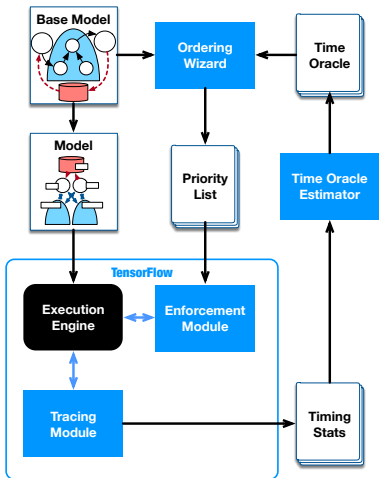 Base Model
Ordering
Wizard
Time
Oracle
Model
Priority
List
Time Oracle
Estimator
TensorFlow
Execution
Engine
Enforcement
Module
Tracing
Module
Timing
Stats